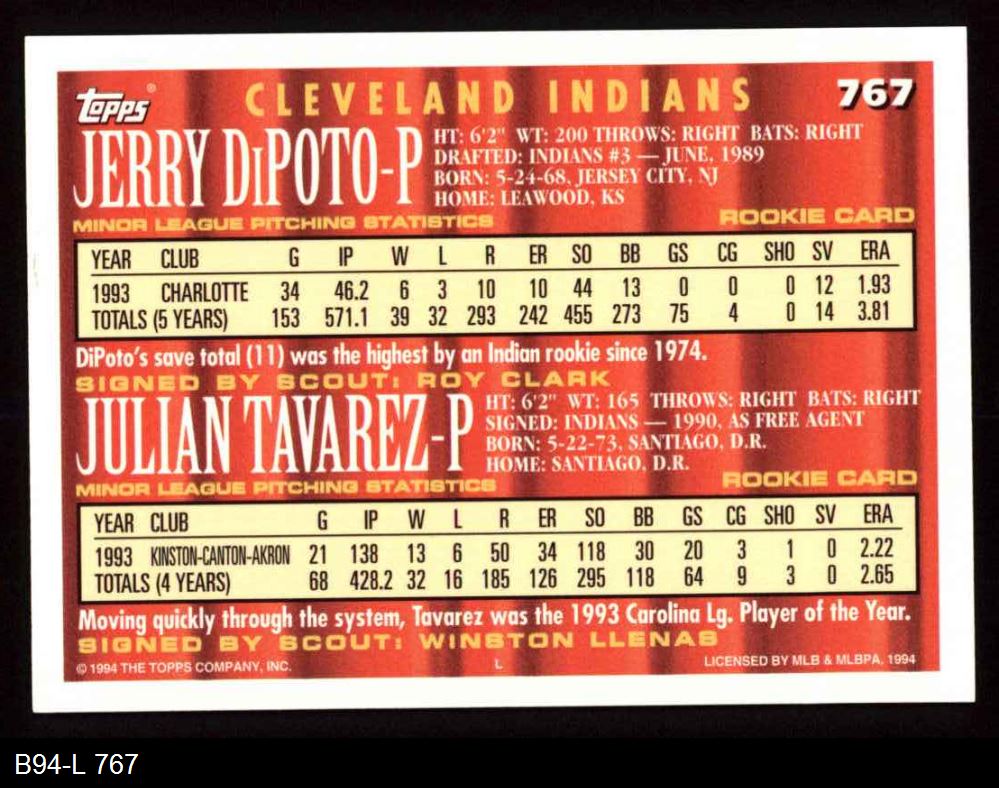 Topps® CLEVELAND INDIANS 767
JERRY DiPOTO-P
HT: 6'2" WT: 200 THROWS: RIGHT BATS: RIGHT
DRAFTED: INDIANS #3 — JUNE, 1989
BORN: 5-24-68, JERSEY CITY, NJ
HOME: LEAWOOD, KS
MINOR LEAGUE PITCHING STATISTICS ROOKIE CARD
YEAR CLUB G IP W L R ER SO BB GS CG SHO SV ERA
1993 CHARLOTTE 34 46.2 6 3 10 10 44 13 0 0 0 12 1.93
TOTALS (5 YEARS) 153 571.1 39 32 293 242 455 273 75 4 0 14 3.81
DiPoto's save total (11) was the highest by an Indian rookie since 1974.
SIGNED BY SCOUT: ROY CLARK
JULIAN TAVAREZ-P
HT: 6'2" WT: 165 THROWS: RIGHT BATS: RIGHT
SIGNED: INDIANS — 1990, AS FREE AGENT
BORN: 5-22-73, SANTIAGO, D.R.
HOME: SANTIAGO, D.R.
MINOR LEAGUE PITCHING STATISTICS ROOKIE CARD
YEAR CLUB G IP W L R ER SO BB GS CG SHO SV ERA
1993 KINSTON-CANTON-AKRON 21 138 13 6 50 34 118 30 20 3 1 0 2.22
TOTALS (4 YEARS) 68 428.2 32 16 185 126 295 118 64 9 3 0 2.65
Moving quickly through the system, Tavarez was the 1993 Carolina Lg. Player of the Year.
SIGNED BY SCOUT: WINSTON LLENAS
© 1994 THE TOPPS COMPANY, INC. L LICENSED BY MLB & MLBPA, 1994
B94-L 767